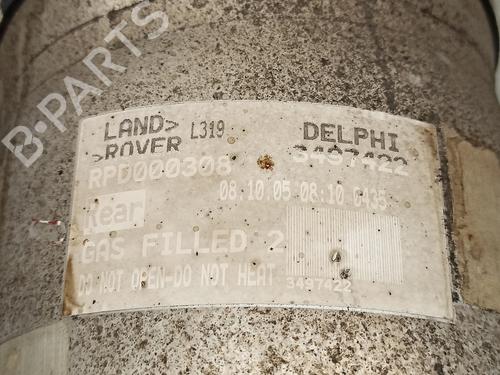 B-PARTS
LAND> L319 DELPHI
>ROVER 3497422
RPD000308
08.10.05 08:10 0435
Rear
GAS FILLED 2
DO NOT OPEN-DO NOT HEAT 3497422